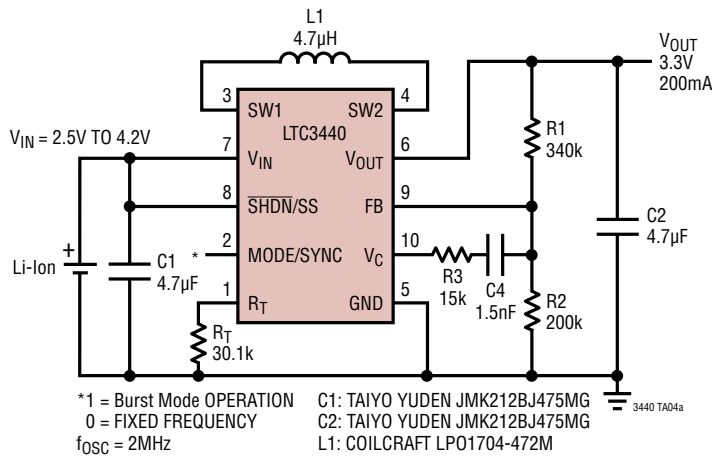 L1
4.7µH
3
SW1
4
SW2
LTC3440
V_OUT
3.3V
200mA
V_IN = 2.5V TO 4.2V
7
V_IN
6
V_OUT
R1
340k
8
SHDN/SS
9
FB
C2
4.7µF
Li-Ion
+
C1
4.7µF
*
2
MODE/SYNC
10
V_C
R3
15k
C4
1.5nF
1
R_T
5
GND
R2
200k
R_T
30.1k
*1 = Burst Mode OPERATION
0 = FIXED FREQUENCY
f_OSC = 2MHz
C1: TAIYO YUDEN JMK212BJ475MG
C2: TAIYO YUDEN JMK212BJ475MG
L1: COILCRAFT LPO1704-472M
3440 TA04a